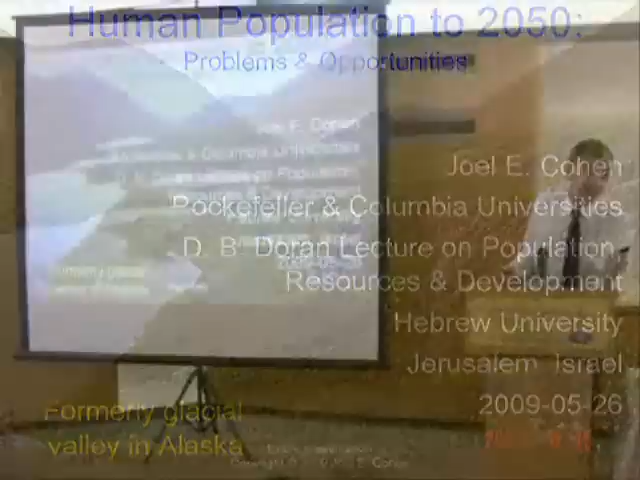 Human Population to 2050:
Problems & Opportunities
Joel E. Cohen
Rockefeller & Columbia Universities
D. B. Doran Lecture on Population,
Resources & Development
Hebrew University
Jerusalem Israel
2009-05-26
Formerly glacial
valley in Alaska